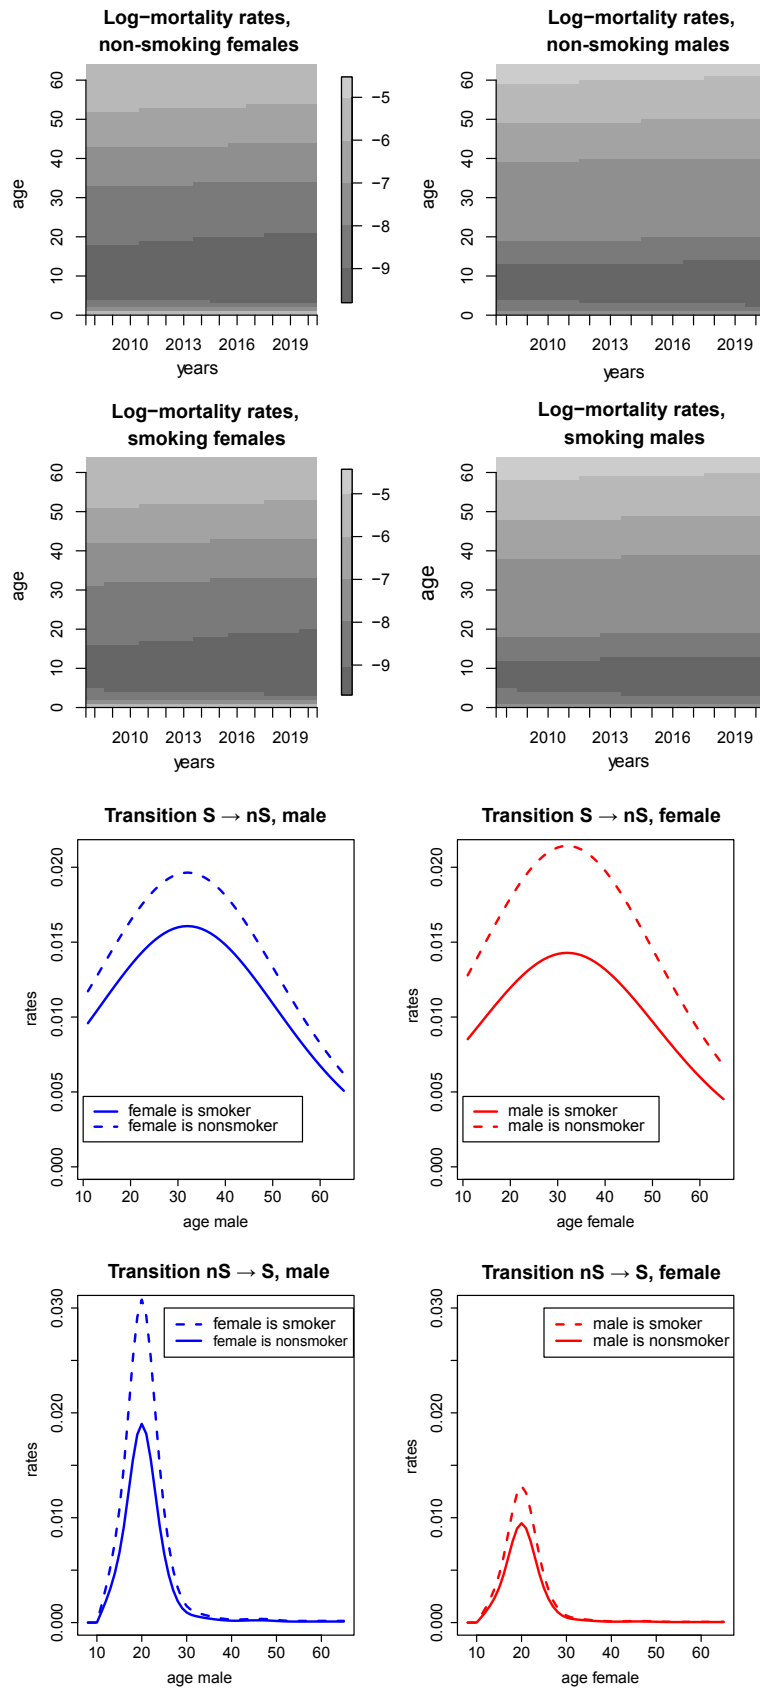 Log−mortality rates,
non-smoking females
60
50
40
30
20
10
0
age
2010 2013 2016 2019
years
−5
−6
−7
−8
−9
Log−mortality rates,
non-smoking males
60
50
40
30
20
10
0
age
2010 2013 2016 2019
years
Log−mortality rates,
smoking females
60
50
40
30
20
10
0
age
2010 2013 2016 2019
years
−5
−6
−7
−8
−9
Log−mortality rates,
smoking males
60
50
40
30
20
10
0
age
2010 2013 2016 2019
years
Transition S → nS, male
0.020
0.015
0.010
0.005
0.000
rates
female is smoker
female is nonsmoker
10 20 30 40 50 60
age male
Transition S → nS, female
0.020
0.015
0.010
0.005
0.000
rates
male is smoker
male is nonsmoker
10 20 30 40 50 60
age female
Transition nS → S, male
0.030
0.020
0.010
0.000
rates
female is smoker
female is nonsmoker
10 20 30 40 50 60
age male
Transition nS → S, female
0.030
0.020
0.010
0.000
rates
male is smoker
male is nonsmoker
10 20 30 40 50 60
age female